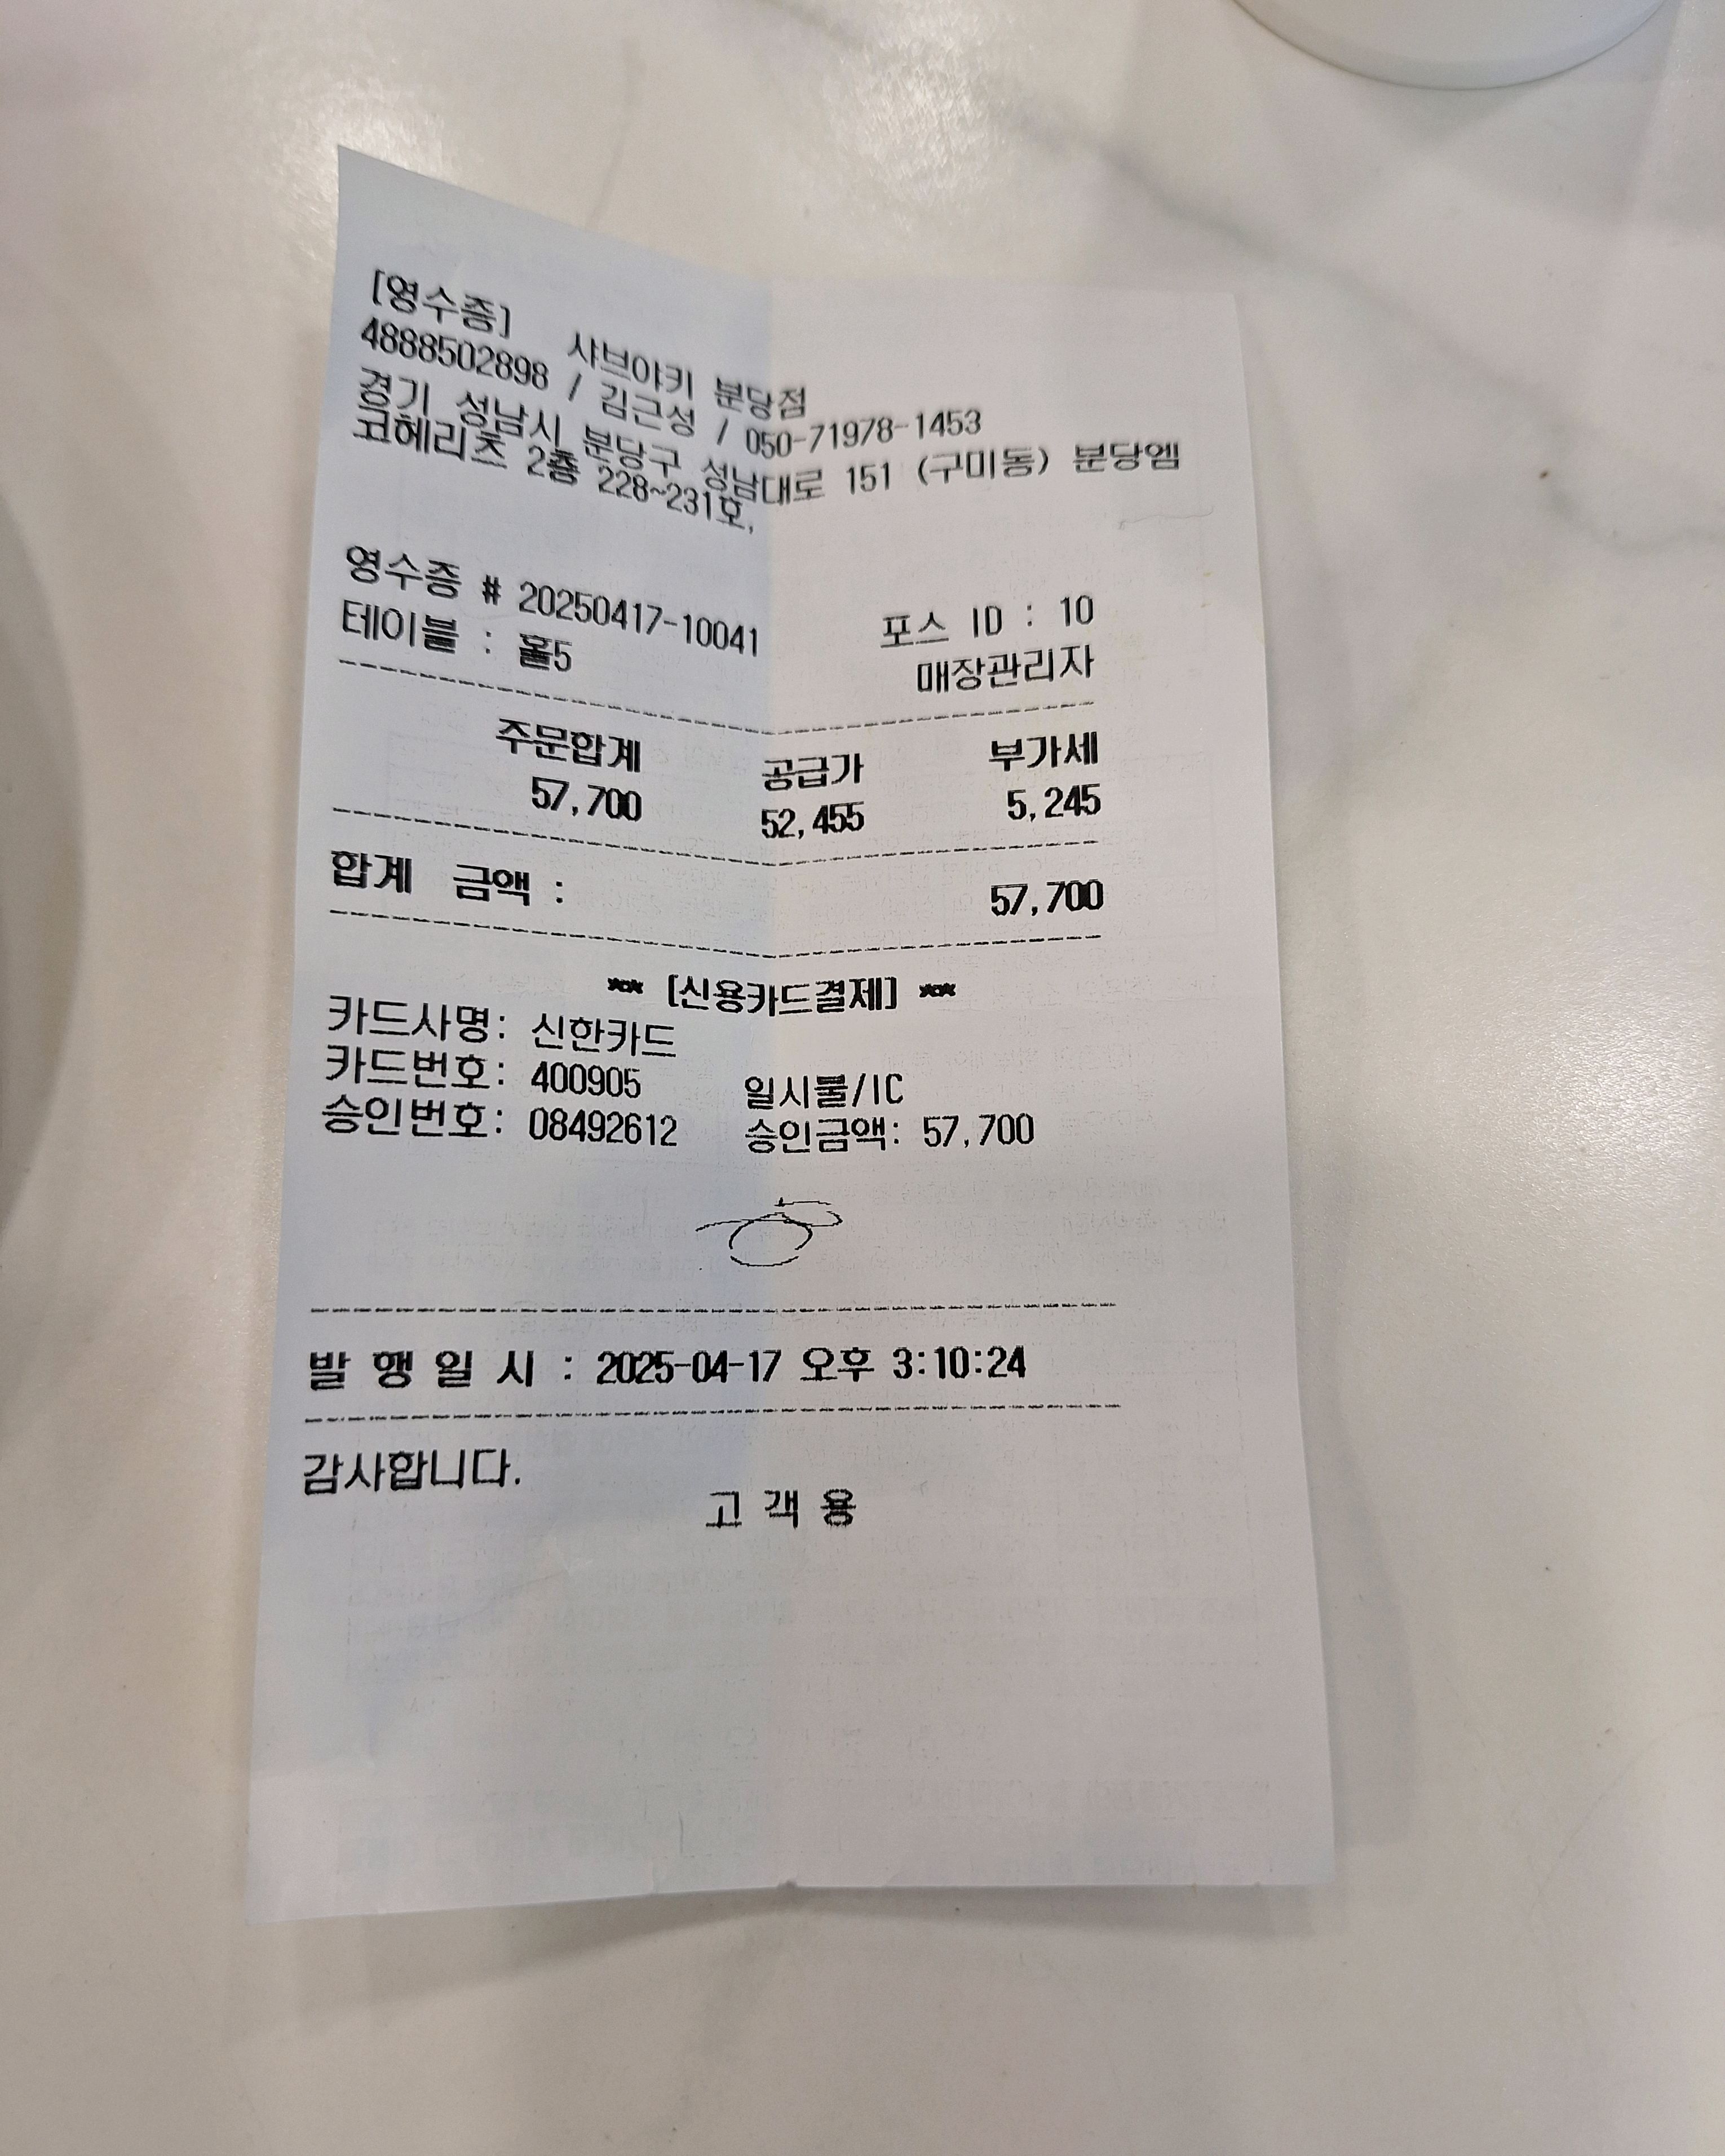 [영수증] 샤브야키 분당점
4888502898 / 김근성 / 050-71978-1453
경기 성남시 분당구 성남대로 151 (구미동) 분당엠
코헤리츠 2층 228~231호,
영수증 # 20250417-10041 포스 ID : 10
테이블 : 홀5 매장관리자
주문합계 공급가 부가세
57,700 52,455 5,245
합계 금액 : 57,700
** [신용카드결제] **
카드사명: 신한카드
카드번호: 400905 일시불/IC
승인번호: 08492612 승인금액: 57,700
발 행 일 시 : 2025-04-17 오후 3:10:24
감사합니다.
고 객 용